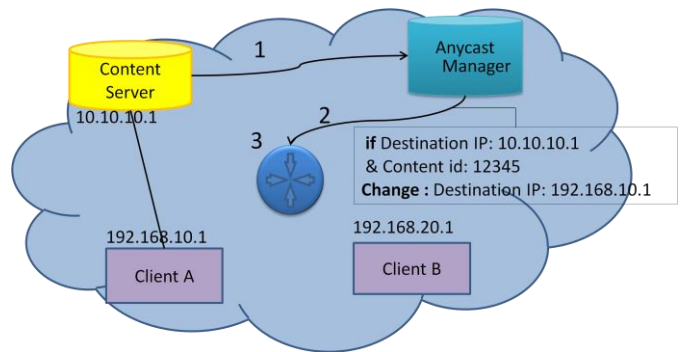 1
Content
Server
Anycast
Manager
10.10.10.1
2
3
if Destination IP: 10.10.10.1
& Content id: 12345
Change : Destination IP: 192.168.10.1
192.168.10.1
192.168.20.1
Client A
Client B